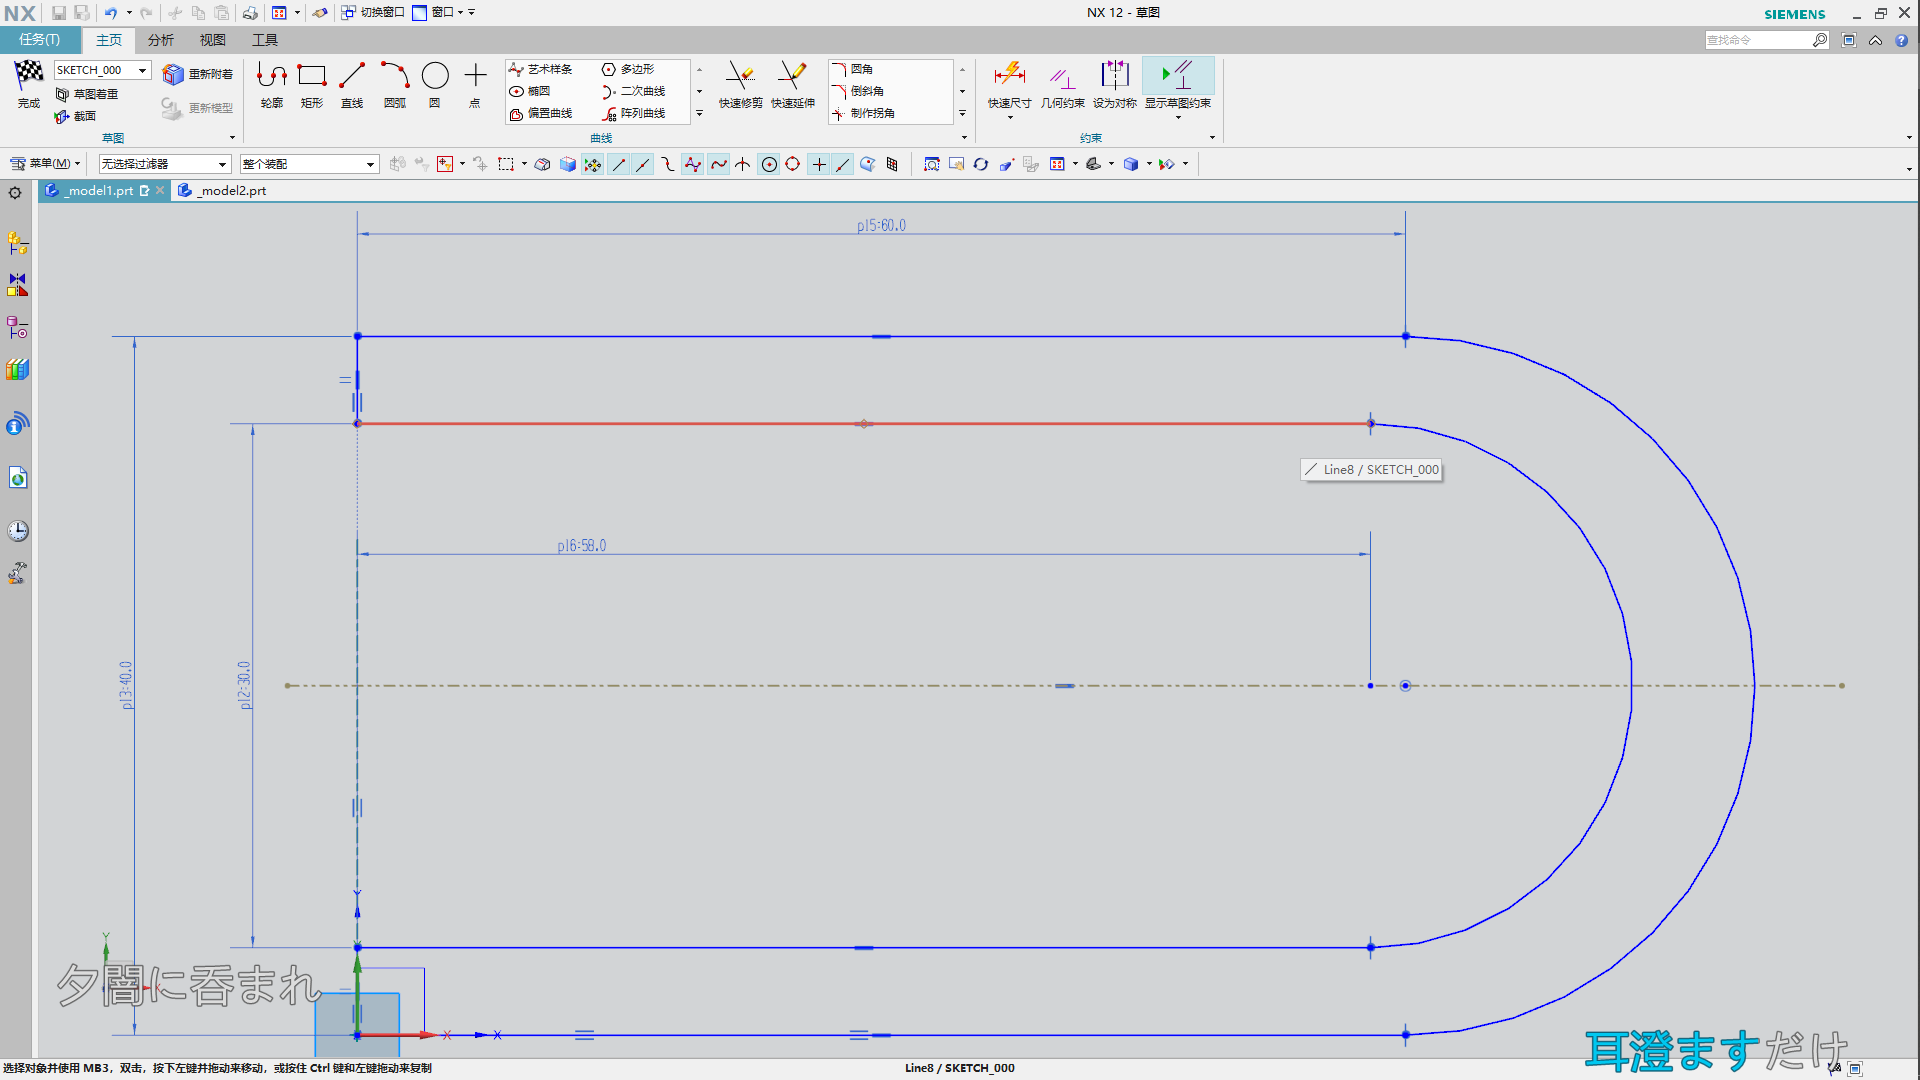 NX
切换窗口
窗口
NX 12 - 草图
SIEMENS
任务(T)
主页
分析
视图
工具
查找命令
完成
SKETCH_000
草图着重
截面
重新附着
更新模型
草图
轮廓
矩形
直线
圆弧
圆
点
艺术样条
多边形
椭圆
二次曲线
偏置曲线
阵列曲线
曲线
快速修剪
快速延伸
圆角
倒斜角
制作拐角
快速尺寸
几何约束
设为对称
显示草图约束
约束
菜单(M)
无选择过滤器
整个装配
_model1.prt
_model2.prt
p15:60.0
Line8 / SKETCH_000
p16:58.0
p13:40.0
p12:30.0
Y
Y
X
X
X
夕闇に呑まれ
耳澄ますだけ
选择对象并使用 MB3，双击，按下左键并拖动来移动，或按住 Ctrl 键和左键拖动来复制
Line8 / SKETCH_000